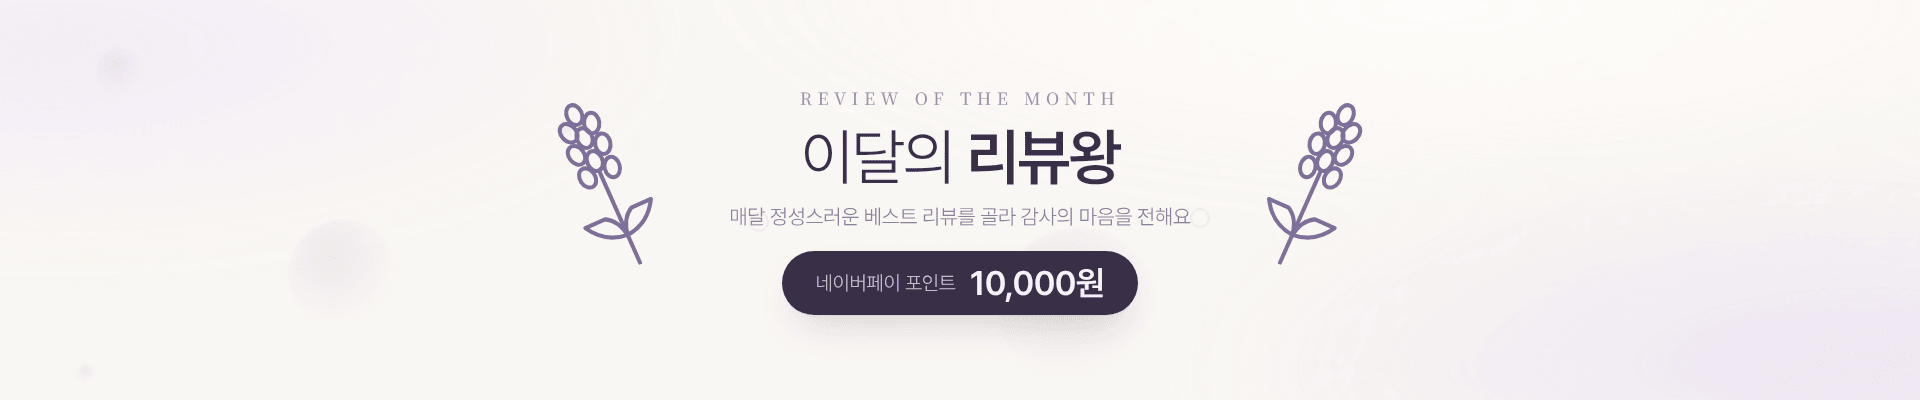 REVIEW OF THE MONTH
이달의 리뷰왕
매달 정성스러운 베스트 리뷰를 골라 감사의 마음을 전해요
네이버페이 포인트 10,000원